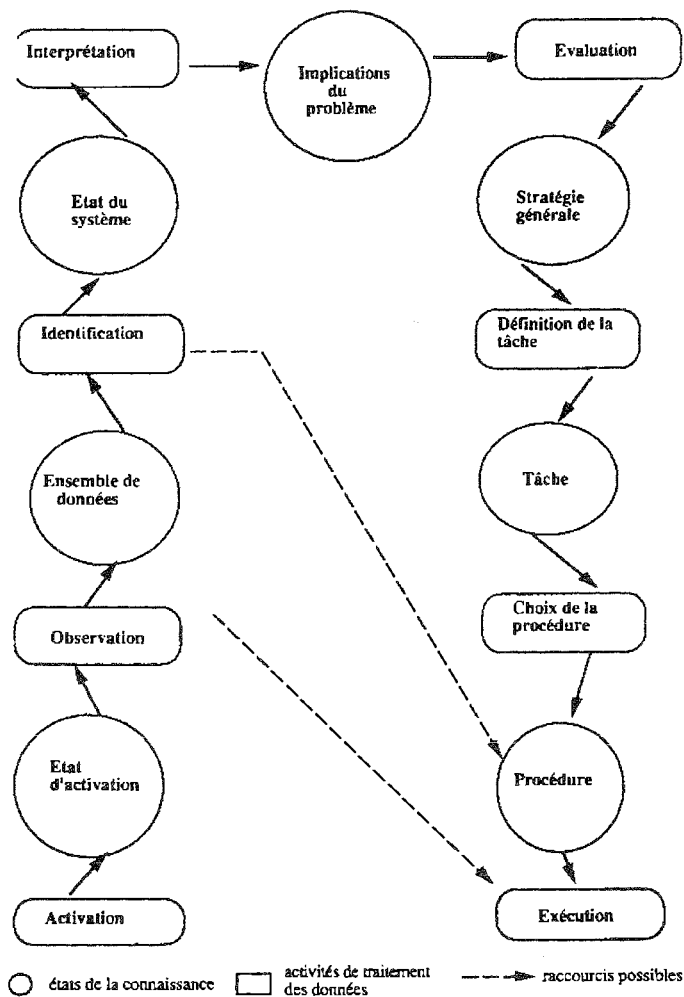 Interprétation
Implications
du
problème
Evaluation
Etat du
système
Stratégie
générale
Identification
Définition de la
tâche
Ensemble de
données
Tâche
Observation
Choix de la
procédure
Etat
d'activation
Procédure
Activation
Exécution
états de la connaissance
activités de traitement
des données
raccourcis possibles